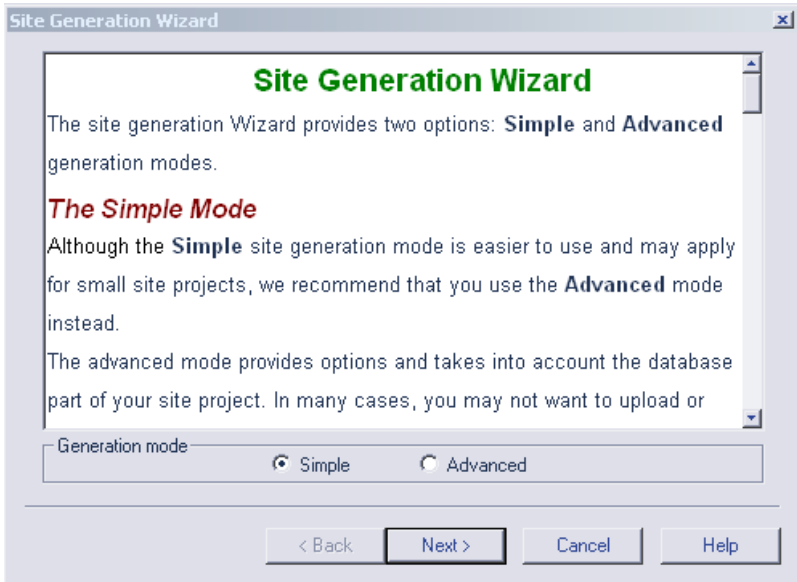 Site Generation Wizard
Site Generation Wizard
The site generation Wizard provides two options: Simple and Advanced
generation modes.
The Simple Mode
Although the Simple site generation mode is easier to use and may apply
for small site projects, we recommend that you use the Advanced mode
instead.
The advanced mode provides options and takes into account the database
part of your site project. In many cases, you may not want to upload or
Generation mode
Simple Advanced
< Back Next > Cancel Help